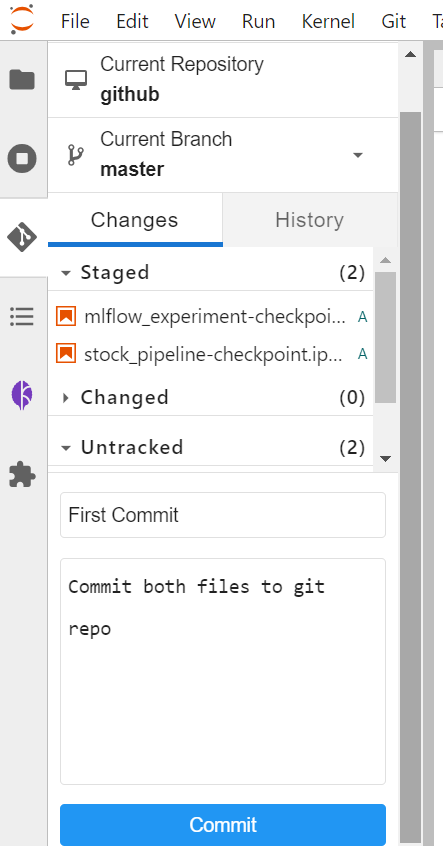 File Edit View Run Kernel Git
Current Repository
github
Current Branch
master
Changes History
Staged (2)
mlflow_experiment-checkpoi... A
stock_pipeline-checkpoint.ip... A
Changed (0)
Untracked (2)
First Commit
Commit both files to git
repo
Commit